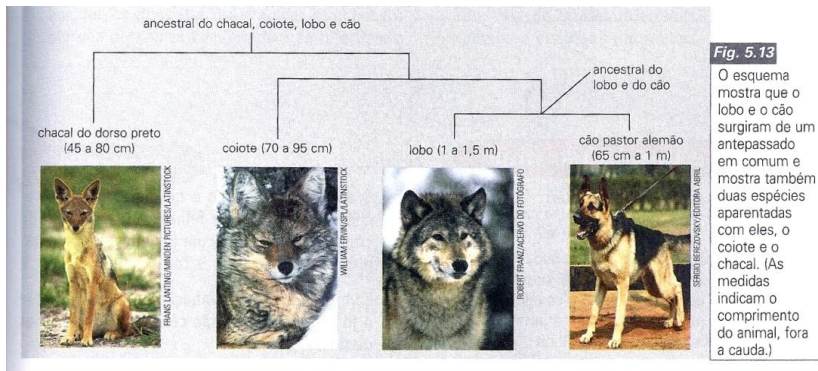 ancestral do chacal, coiote, lobo e cão
ancestral do
lobo e do cão
chacal do dorso preto
(45 a 80 cm)
coiote (70 a 95 cm)
lobo (1 a 1,5 m)
cão pastor alemão
(65 cm a 1 m)
FRANS LANTING/MINDEN PICTURES/LATINSTOCK
WILLIAM ERVIN/SPL/LATINSTOCK
ROBERT FRANZ/ACERVO DO FOTÓGRAFO
SERGIO BEREZOVSKY/EDITORA ABRIL
Fig. 5.13
O esquema
mostra que o
lobo e o cão
surgiram de um
antepassado
em comum e
mostra também
duas espécies
aparentadas
com eles, o
coiote e o
chacal. (As
medidas
indicam o
comprimento
do animal, fora
a cauda.)